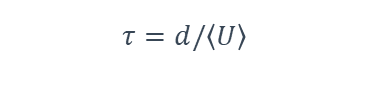 τ = d/⟨U⟩